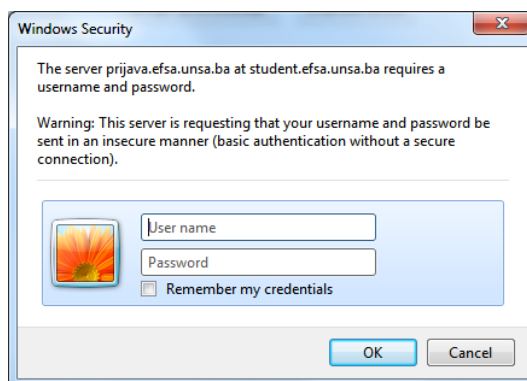 Windows Security
The server prijava.efsa.unsa.ba at student.efsa.unsa.ba requires a
username and password.
Warning: This server is requesting that your username and password be
sent in an insecure manner (basic authentication without a secure
connection).
User name
Password
Remember my credentials
OK
Cancel